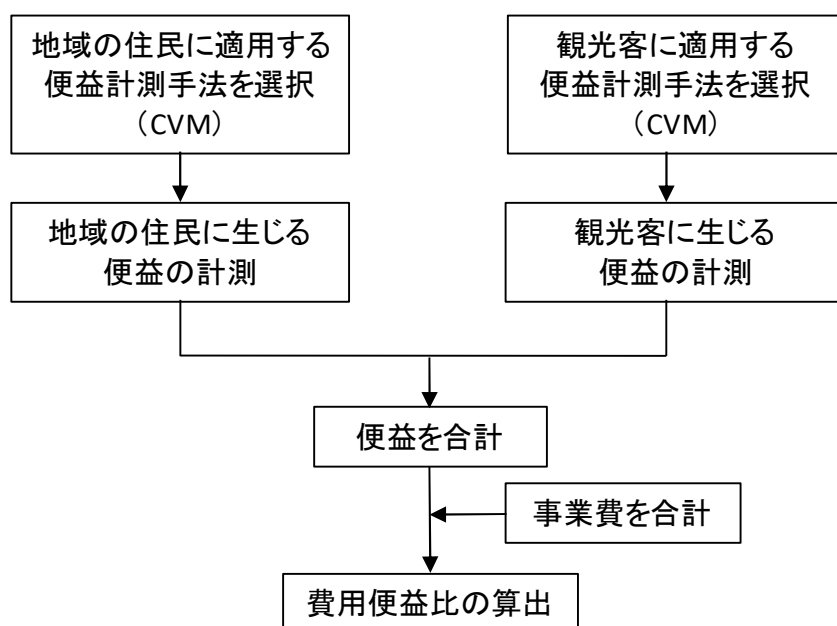 地域の住民に適用する
便益計測手法を選択
（CVM）
観光客に適用する
便益計測手法を選択
（CVM）
地域の住民に生じる
便益の計測
観光客に生じる
便益の計測
便益を合計
事業費を合計
費用便益比の算出